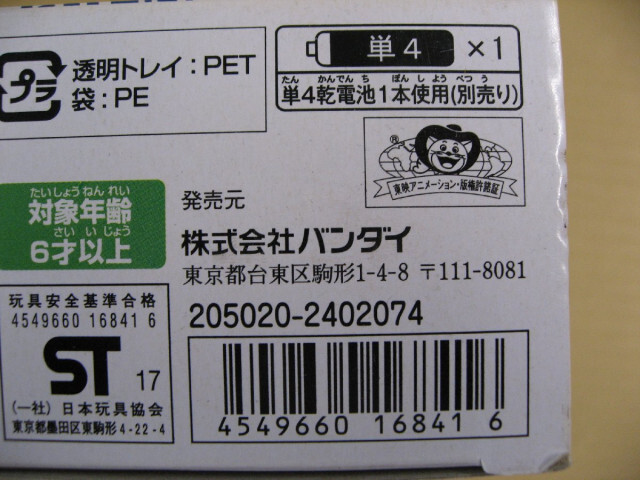 プラ
透明トレイ:PET
袋:PE
単4 ×1
たん かんでんち ぽんしよう べつう
単4乾電池1本使用(別売り)
®
東映アニメーション・版権許諾証
たいしょうねんれい
対象年齢
さい いじょう
6才以上
発売元
株式会社バンダイ
東京都台東区駒形1-4-8 〒111-8081
205020-2402074
玩具安全基準合格
4549660 16841 6
ST 17
(一社)日本玩具協会
東京都墨田区東駒形4-22-4
4549660 168416